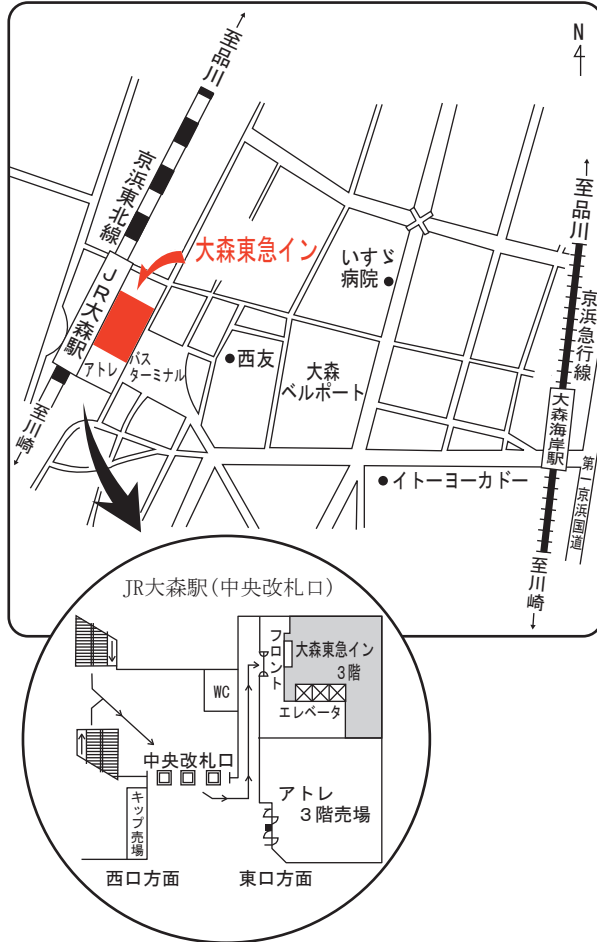 至品川
N
京浜東北線
至品川
大森東急イン
いすゞ
病院
京浜急行線
JR大森駅
バス
ターミナル
アトレ
西友
大森
ベルポート
大森海岸駅
至川崎
イトーヨーカドー
第一京浜国道
至川崎
JR大森駅(中央改札口)
フロント
大森東急イン
3階
WC
エレベータ
中央改札口
アトレ
3階売場
キップ売場
西口方面
東口方面